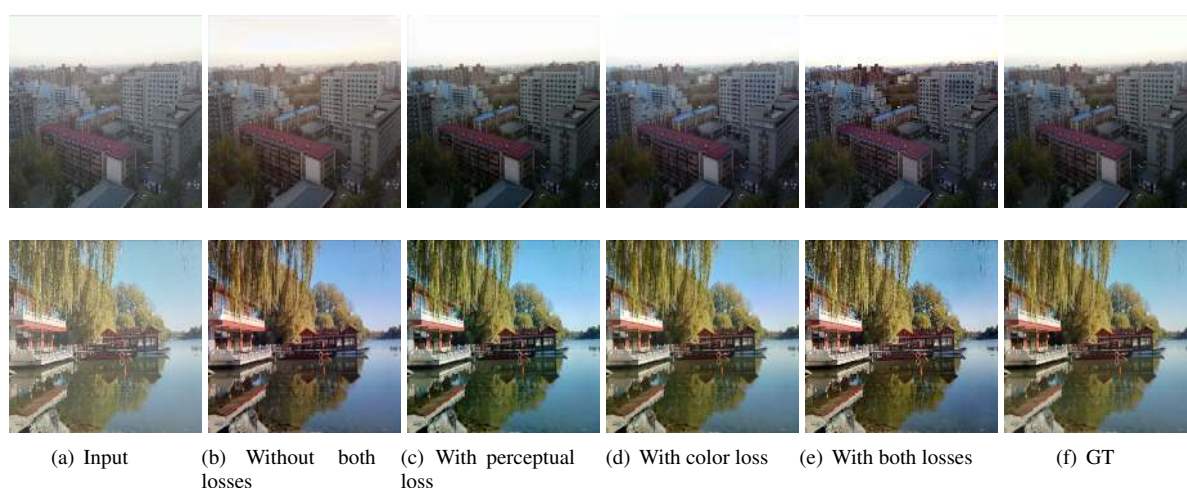 (a) Input
(b) Without both
losses
(c) With perceptual
loss
(d) With color loss
(e) With both losses
(f) GT